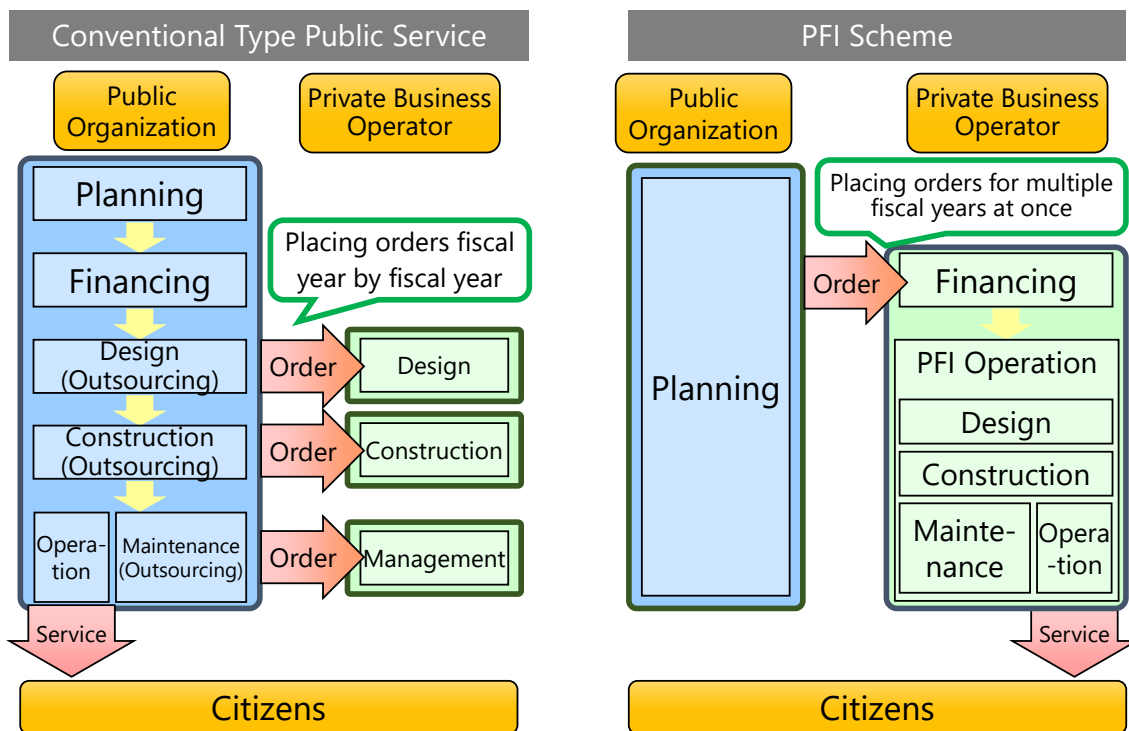 Conventional Type Public Service
Public
Organization
Private Business
Operator
Planning
Financing
Design
(Outsourcing)
Construction
(Outsourcing)
Opera-
tion
Maintenance
(Outsourcing)
Placing orders fiscal
year by fiscal year
Order
Design
Order
Construction
Order
Management
Service
Citizens
PFI Scheme
Public
Organization
Private Business
Operator
Planning
Placing orders for multiple
fiscal years at once
Order
Financing
PFI Operation
Design
Construction
Mainte-
nance
Opera
-tion
Service
Citizens